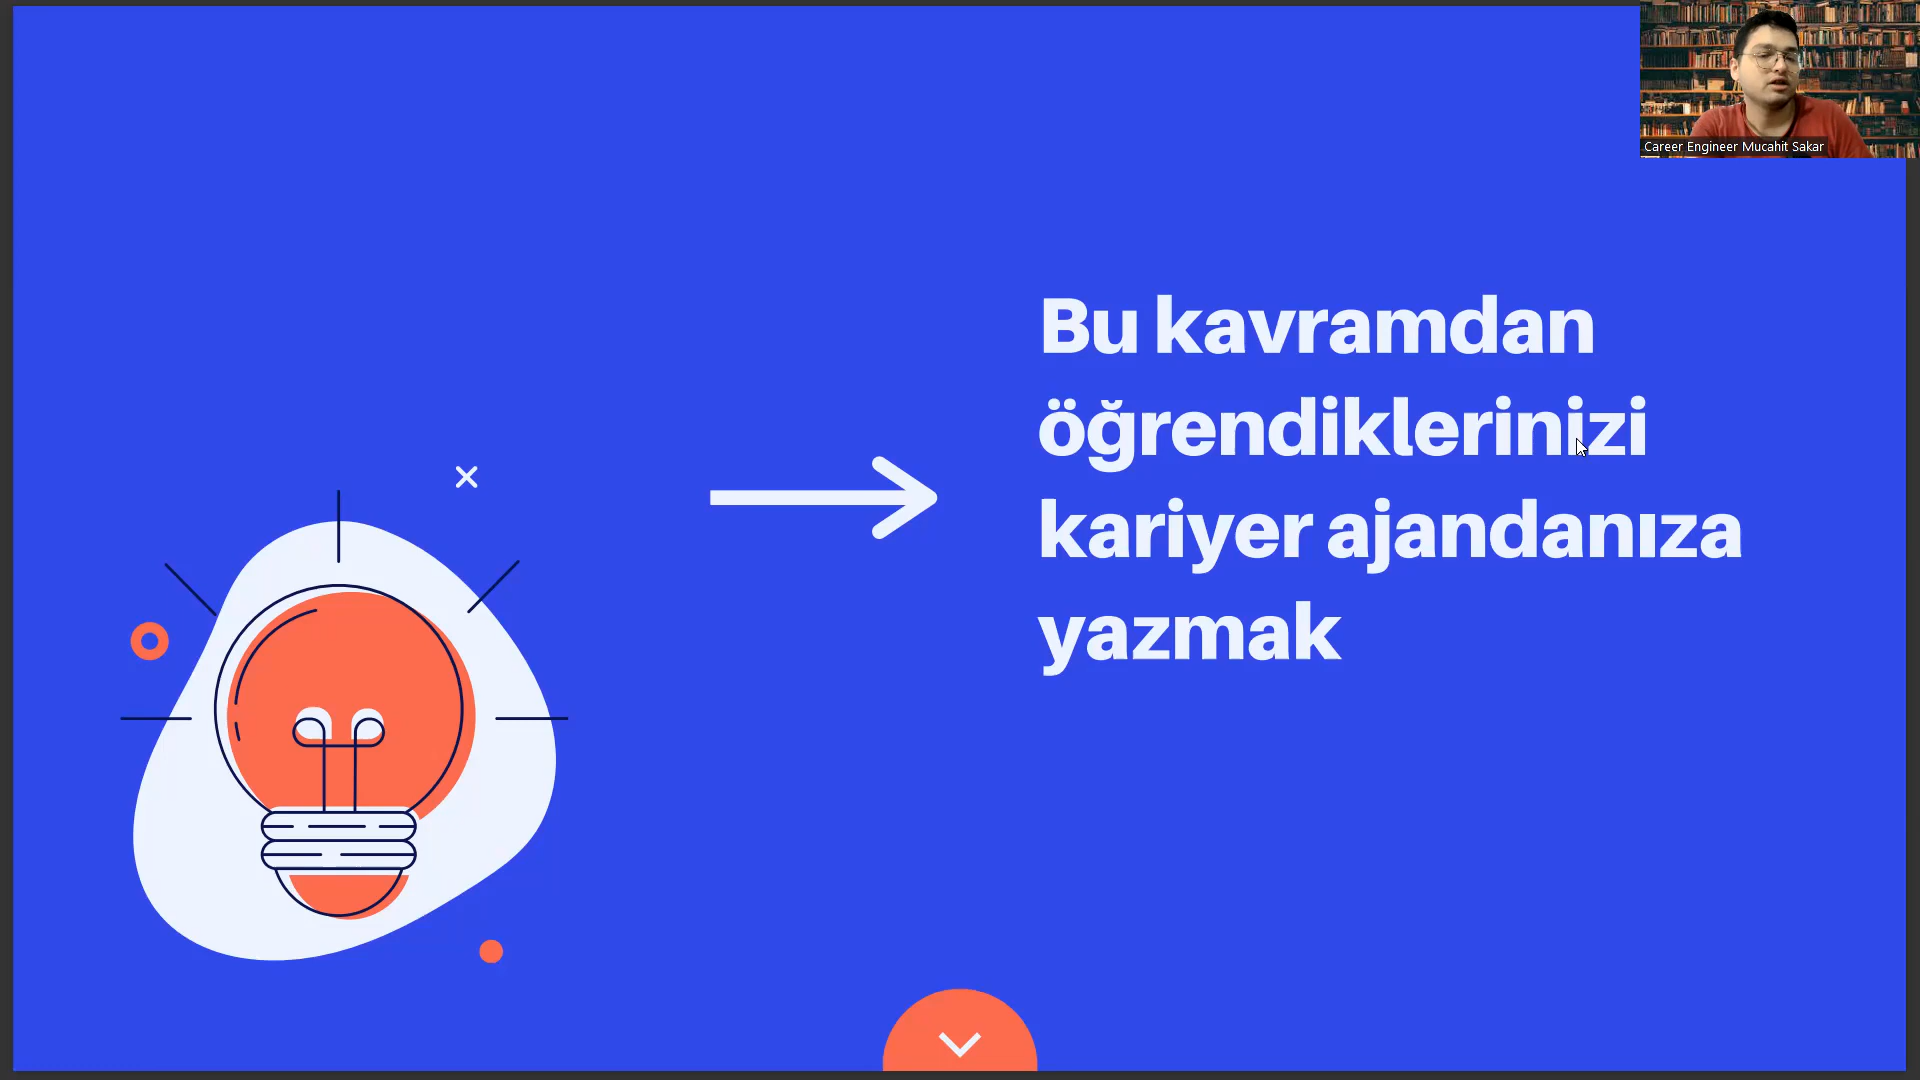 Career Engineer Mucahit Sakar
Bu kavramdan
öğrendiklerinizi
kariyer ajandanıza
yazmak